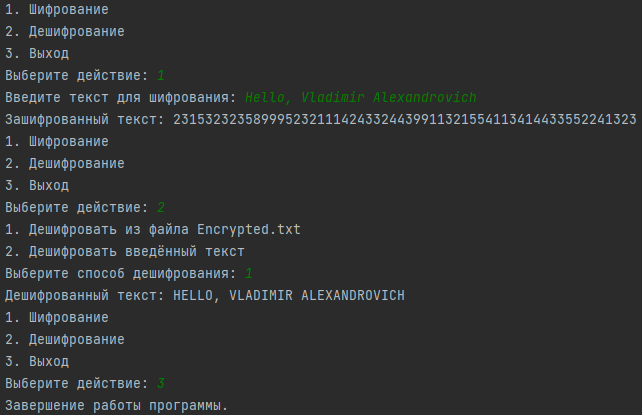 1. Шифрование
2. Дешифрование
3. Выход
Выберите действие: 1
Введите текст для шифрования: Hello, Vladimir Alexandrovich
Зашифрованный текст: 2315323235899952321114243324439911321554113414433552241323
1. Шифрование
2. Дешифрование
3. Выход
Выберите действие: 2
1. Дешифровать из файла Encrypted.txt
2. Дешифровать введённый текст
Выберите способ дешифрования: 1
Дешифрованный текст: HELLO, VLADIMIR ALEXANDROVICH
1. Шифрование
2. Дешифрование
3. Выход
Выберите действие: 3
Завершение работы программы.